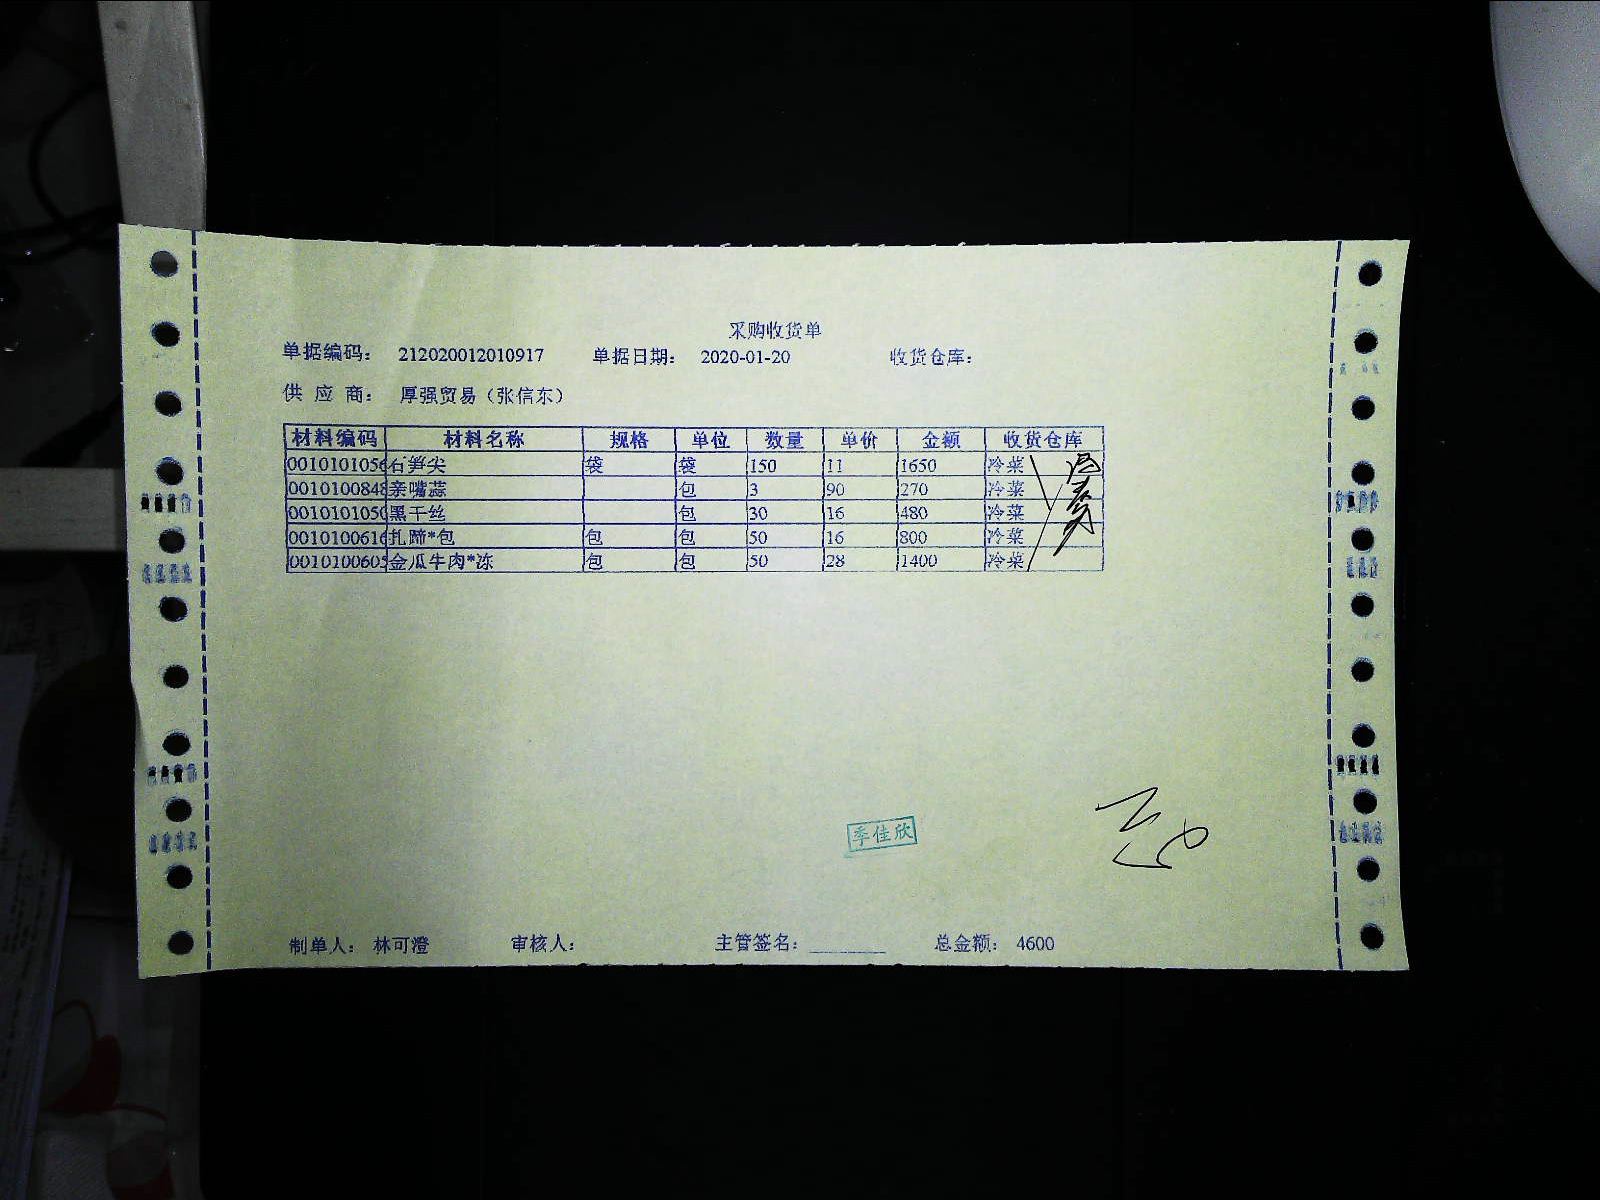 采购收货单
单据编码： 212020012010917 单据日期： 2020-01-20 收货仓库：
供 应 商： 厚强贸易（张信东）
材料编码 材料名称 规格 单位 数量 单价 金额 收货仓库
0010101056 石笋尖 袋 袋 150 11 1650 冷菜
0010100848 亲嘴蒜 包 3 90 270 冷菜
0010101050 黑干丝 包 30 16 480 冷菜
0010100616 扎蹄*包 包 包 50 16 800 冷菜
0010100605 金瓜牛肉*冻 包 包 50 28 1400 冷菜
季佳欣
制单人： 林可澄 审核人： 主管签名： 总金额： 4600